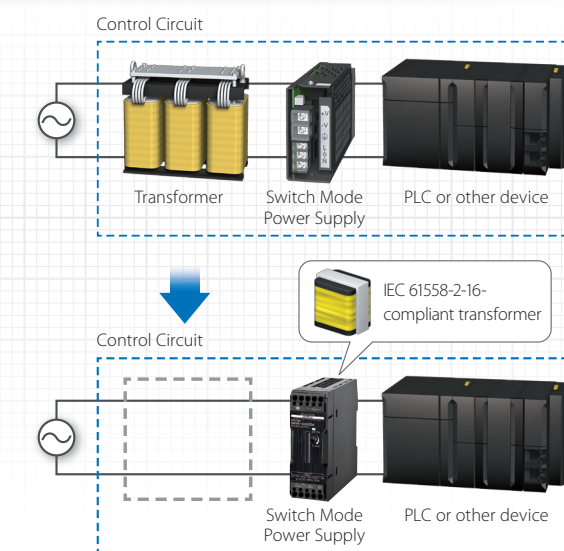 Control Circuit
+V
-V
L
N
Transformer
Switch Mode
Power Supply
PLC or other device
IEC 61558-2-16-
compliant transformer
Control Circuit
Switch Mode
Power Supply
PLC or other device